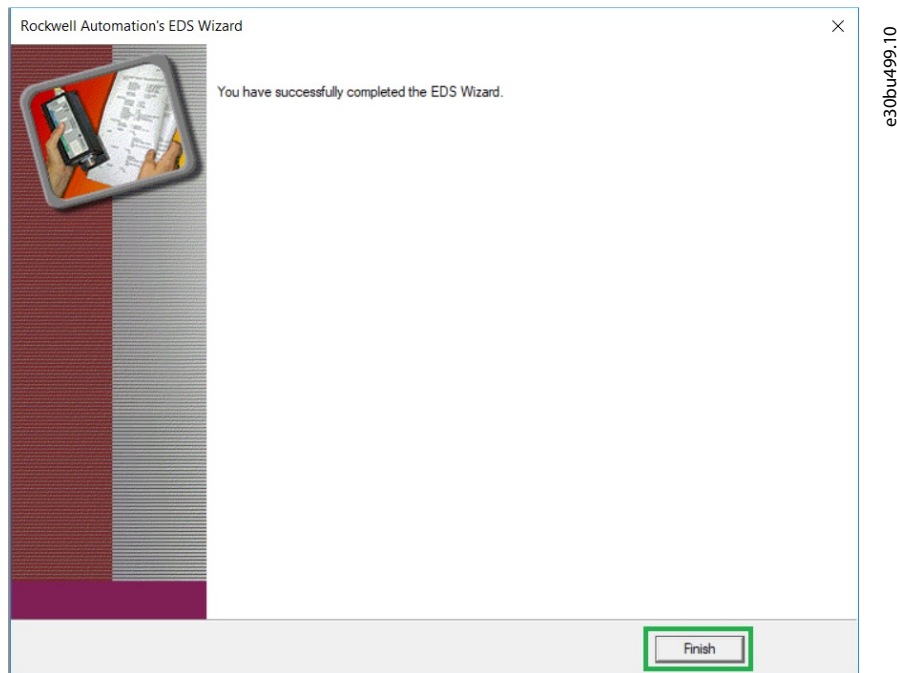 Rockwell Automation's EDS Wizard
You have successfully completed the EDS Wizard.
Finish
e30bu499.10